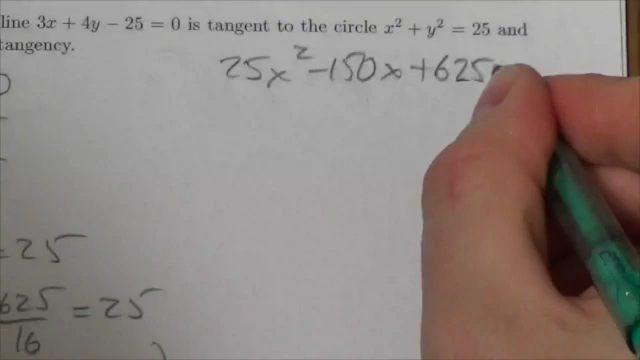 line 3x + 4y − 25 = 0 is tangent to the circle x² + y² = 25 and
tangency.
25x² − 150x + 625
= 25
625/16 = 25